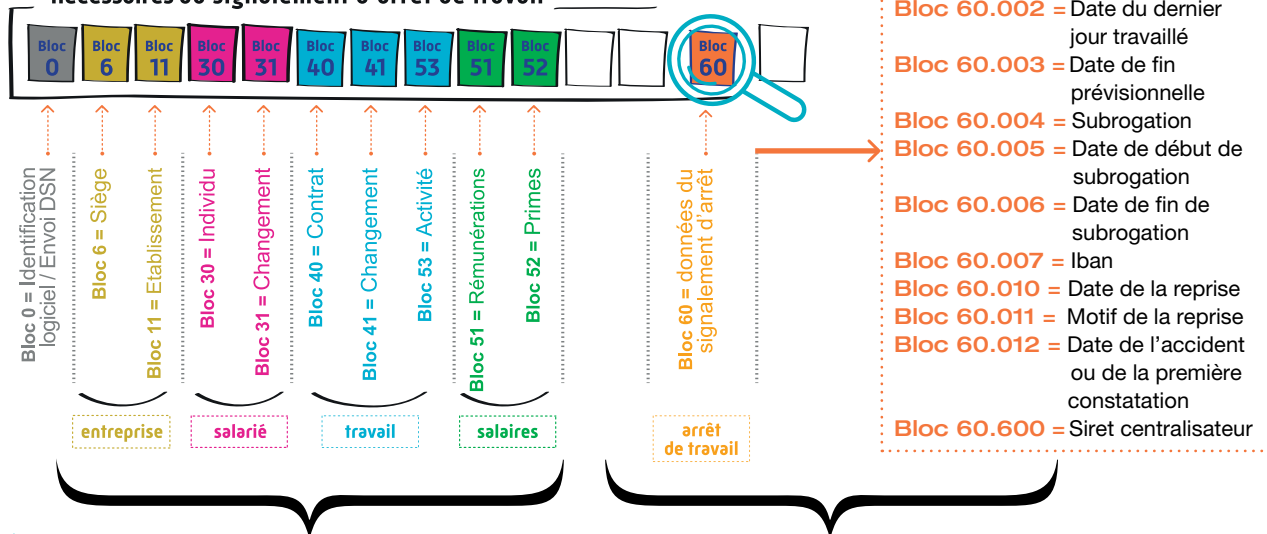 nécessaires au signalement d'arrêt de travail
Bloc 0
Bloc 6
Bloc 11
Bloc 30
Bloc 31
Bloc 40
Bloc 41
Bloc 53
Bloc 51
Bloc 52
Bloc 60
Bloc 0 = Identification
logiciel / Envoi DSN
Bloc 6 = Siège
Bloc 11 = Etablissement
Bloc 30 = Individu
Bloc 31 = Changement
Bloc 40 = Contrat
Bloc 41 = Changement
Bloc 53 = Activité
Bloc 51 = Rémunérations
Bloc 52 = Primes
Bloc 60 = données du
signalement d'arrêt
entreprise
salarié
travail
salaires
arrêt
de travail
Bloc 60.002 = Date du dernier
jour travaillé
Bloc 60.003 = Date de fin
prévisionnelle
Bloc 60.004 = Subrogation
Bloc 60.005 = Date de début de
subrogation
Bloc 60.006 = Date de fin de
subrogation
Bloc 60.007 = Iban
Bloc 60.010 = Date de la reprise
Bloc 60.011 = Motif de la reprise
Bloc 60.012 = Date de l'accident
ou de la première
constatation
Bloc 60.600 = Siret centralisateur